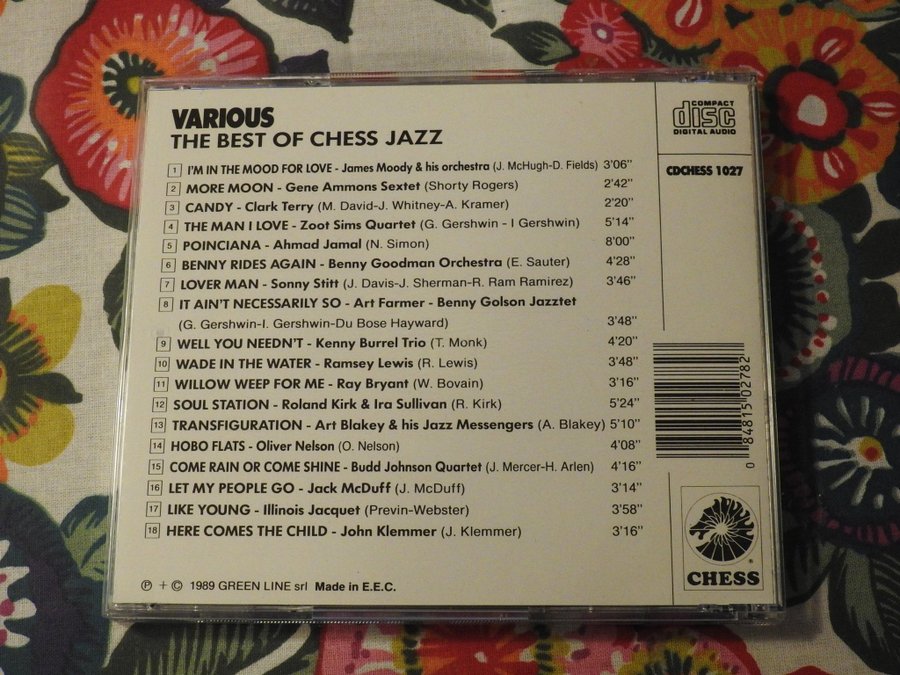 VARIOUS
THE BEST OF CHESS JAZZ
1 I'M IN THE MOOD FOR LOVE - James Moody & his orchestra (J. McHugh-D. Fields) 3'06"
2 MORE MOON - Gene Ammons Sextet (Shorty Rogers) 2'42"
3 CANDY - Clark Terry (M. David-J. Whitney-A. Kramer) 2'20"
4 THE MAN I LOVE - Zoot Sims Quartet (G. Gershwin - I Gershwin) 5'14"
5 POINCIANA - Ahmad Jamal (N. Simon) 8'00"
6 BENNY RIDES AGAIN - Benny Goodman Orchestra (E. Sauter) 4'28"
7 LOVER MAN - Sonny Stitt (J. Davis-J. Sherman-R. Ram Ramirez) 3'46"
8 IT AIN'T NECESSARILY SO - Art Farmer - Benny Golson Jazztet
(G. Gershwin-I. Gershwin-Du Bose Hayward) 3'48"
9 WELL YOU NEEDN'T - Kenny Burrel Trio (T. Monk) 4'20"
10 WADE IN THE WATER - Ramsey Lewis (R. Lewis) 3'48"
11 WILLOW WEEP FOR ME - Ray Bryant (W. Bovain) 3'16"
12 SOUL STATION - Roland Kirk & Ira Sullivan (R. Kirk) 5'24"
13 TRANSFIGURATION - Art Blakey & his Jazz Messengers (A. Blakey) 5'10"
14 HOBO FLATS - Oliver Nelson (O. Nelson) 4'08"
15 COME RAIN OR COME SHINE - Budd Johnson Quartet (J. Mercer-H. Arlen) 4'16"
16 LET MY PEOPLE GO - Jack McDuff (J. McDuff) 3'14"
17 LIKE YOUNG - Illinois Jacquet (Previn-Webster) 3'58"
18 HERE COMES THE CHILD - John Klemmer (J. Klemmer) 3'16"
℗ + © 1989 GREEN LINE srl Made in E.E.C.
COMPACT
disc
DIGITAL AUDIO
CDCHESS 1027
0 84815 02782
®
CHESS